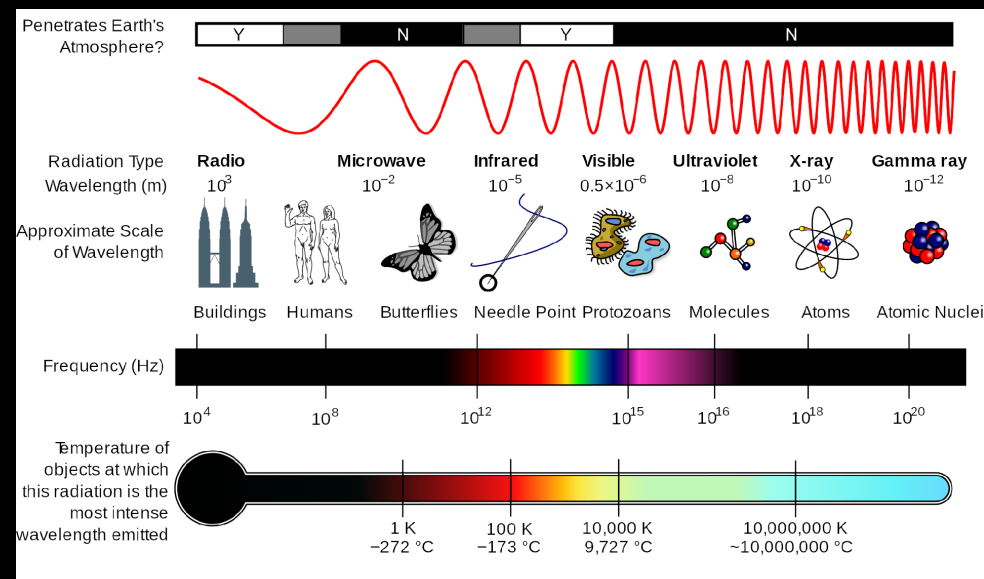 Penetrates Earth's
Atmosphere?
Y N Y N
Radiation Type
Radio Microwave Infrared Visible Ultraviolet X-ray Gamma ray
Wavelength (m)
10³ 10⁻² 10⁻⁵ 0.5×10⁻⁶ 10⁻⁸ 10⁻¹⁰ 10⁻¹²
Approximate Scale
of Wavelength
Buildings Humans Butterflies Needle Point Protozoans Molecules Atoms Atomic Nuclei
Frequency (Hz)
10⁴ 10⁸ 10¹² 10¹⁵ 10¹⁶ 10¹⁸ 10²⁰
Temperature of
objects at which
this radiation is the
most intense
wavelength emitted
1 K 100 K 10,000 K 10,000,000 K
−272 °C −173 °C 9,727 °C ~10,000,000 °C